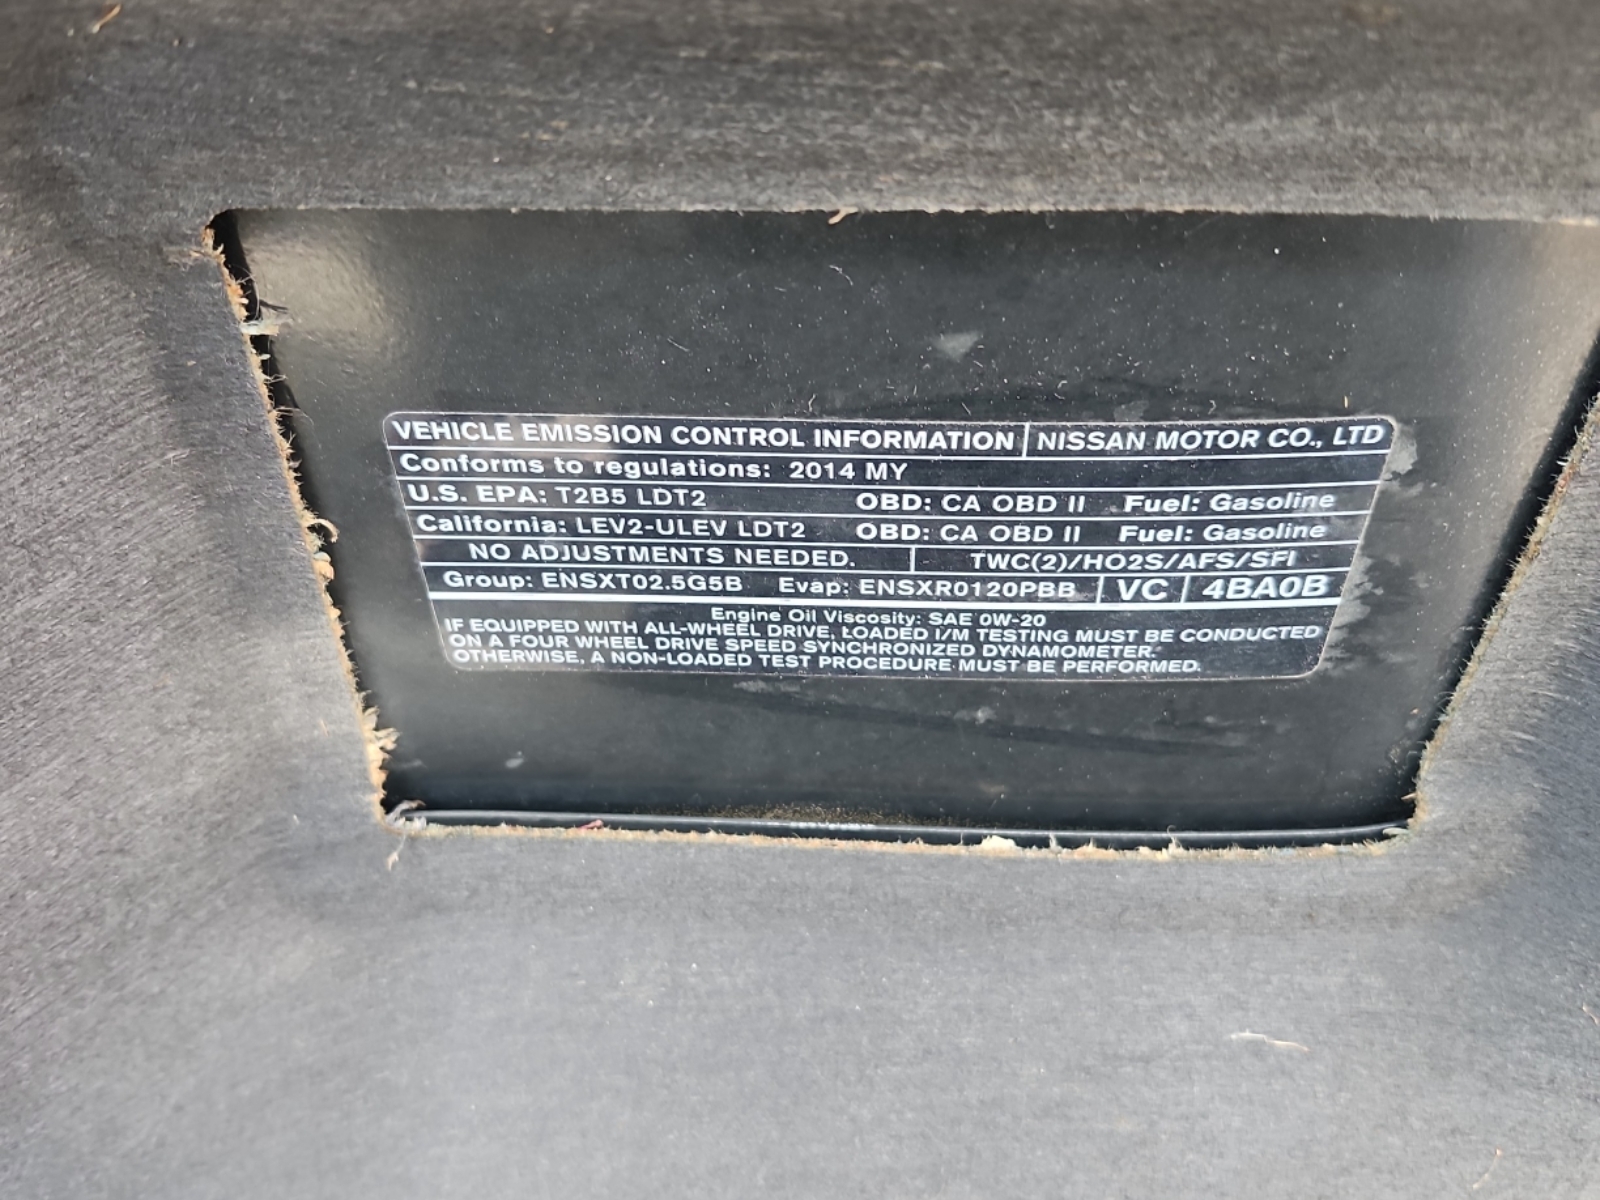 VEHICLE EMISSION CONTROL INFORMATION NISSAN MOTOR CO., LTD
Conforms to regulations: 2014 MY
U.S. EPA: T2B5 LDT2 OBD: CA OBD II Fuel: Gasoline
California: LEV2-ULEV LDT2 OBD: CA OBD II Fuel: Gasoline
NO ADJUSTMENTS NEEDED. TWC(2)/HO2S/AFS/SFI
Group: ENSXT02.5G5B Evap: ENSXR0120PBB VC 4BA0B
Engine Oil Viscosity: SAE 0W-20
IF EQUIPPED WITH ALL-WHEEL DRIVE, LOADED I/M TESTING MUST BE CONDUCTED
ON A FOUR WHEEL DRIVE SPEED SYNCHRONIZED DYNAMOMETER.
OTHERWISE, A NON-LOADED TEST PROCEDURE MUST BE PERFORMED.